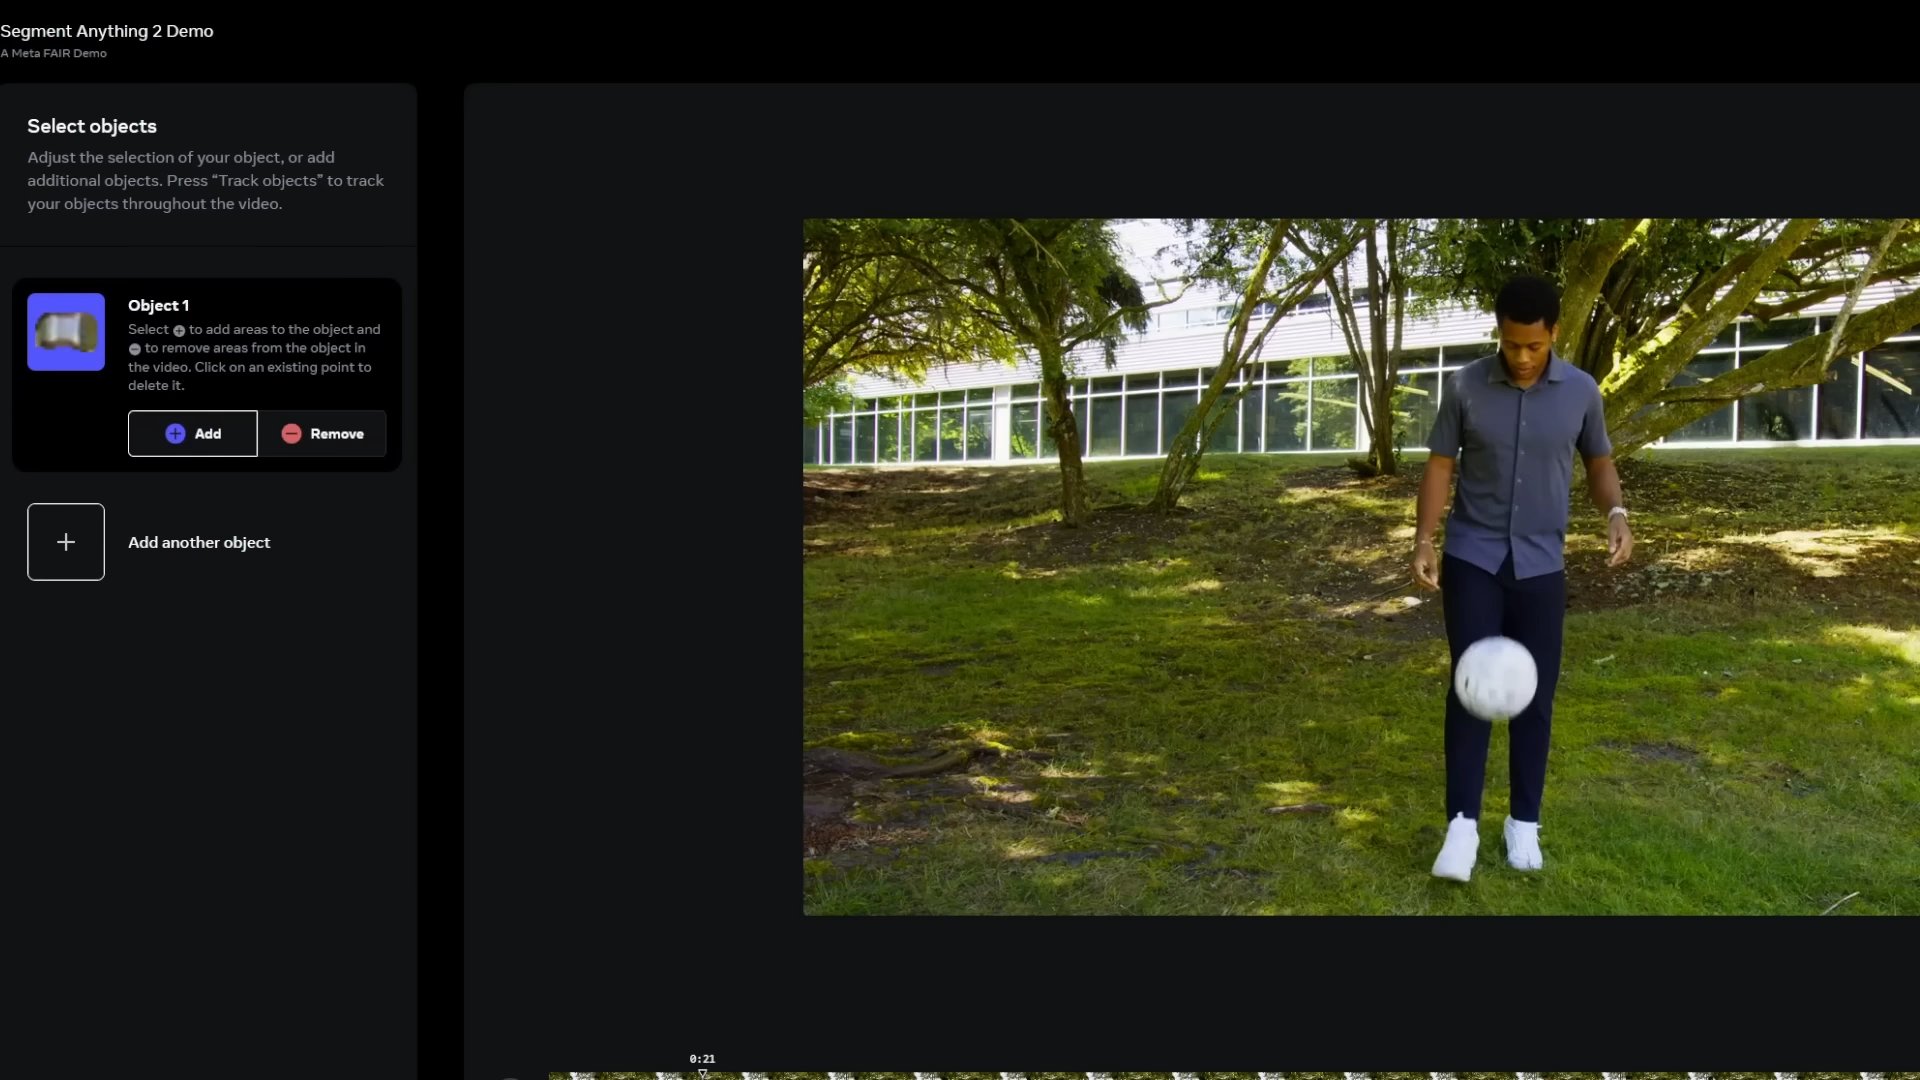 Segment Anything 2 Demo
A Meta FAIR Demo
Select objects
Adjust the selection of your object, or add
additional objects. Press “Track objects” to track
your objects throughout the video.
Object 1
Select + to add areas to the object and
− to remove areas from the object in
the video. Click on an existing point to
delete it.
Add
Remove
Add another object
0:21